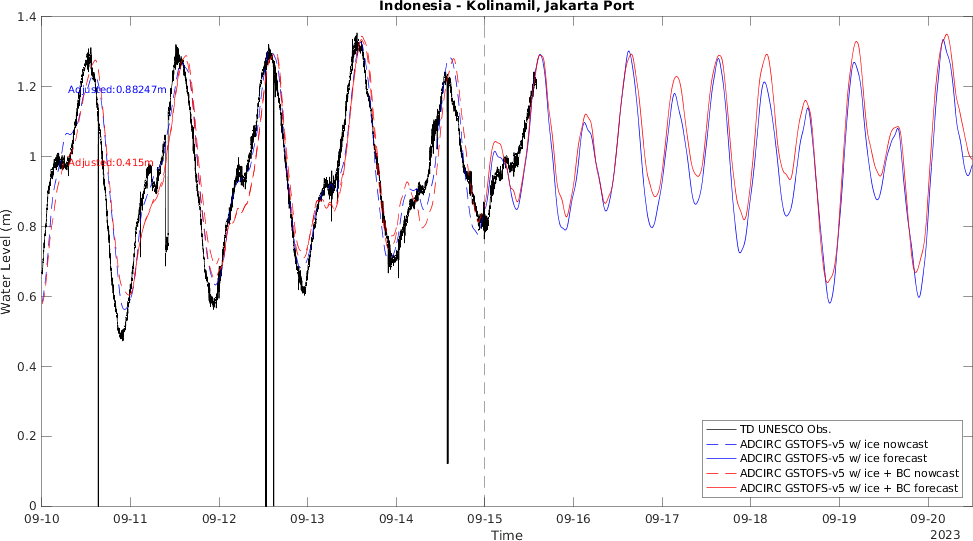 Indonesia - Kolinamil, Jakarta Port
1.4
1.2
1
0.8
0.6
0.4
0.2
0
Water Level (m)
Adjusted:0.88247m
Adjusted:0.415m
TD UNESCO Obs.
ADCIRC GSTOFS-v5 w/ ice nowcast
ADCIRC GSTOFS-v5 w/ ice forecast
ADCIRC GSTOFS-v5 w/ ice + BC nowcast
ADCIRC GSTOFS-v5 w/ ice + BC forecast
09-10 09-11 09-12 09-13 09-14 09-15 09-16 09-17 09-18 09-19 09-20
Time
2023